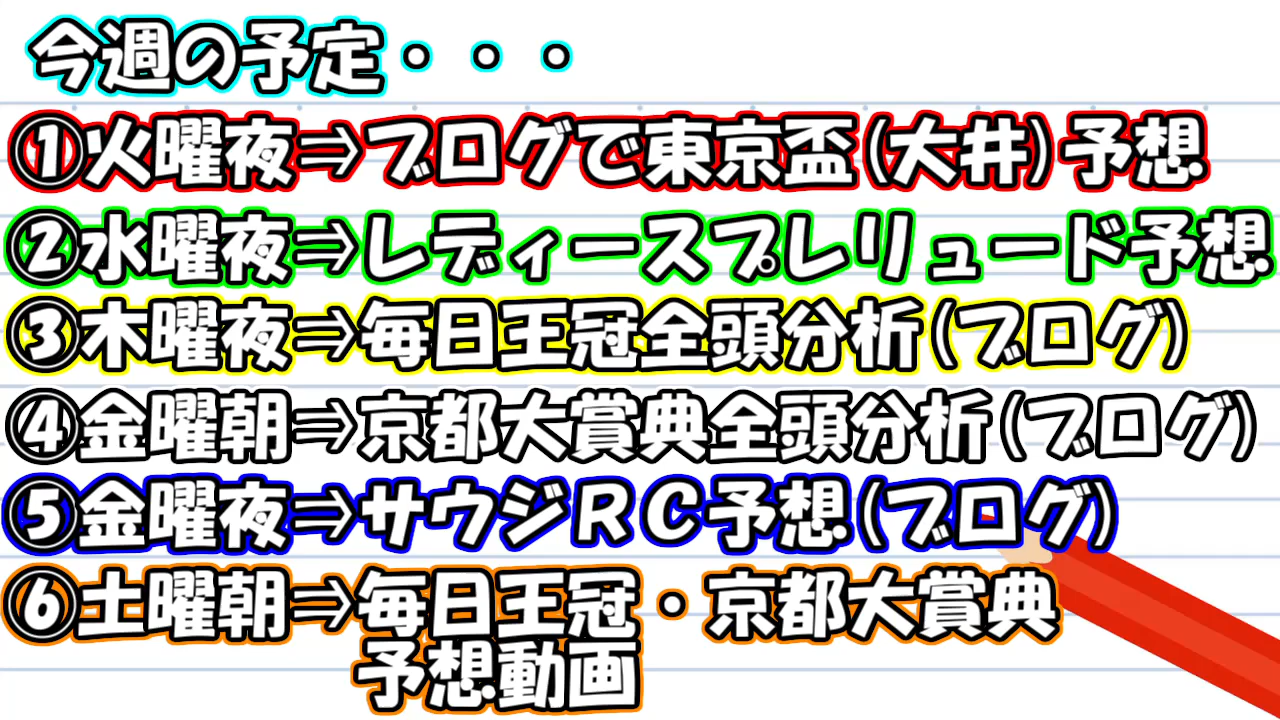 今週の予定・・・
①火曜夜⇒ブログで東京盃(大井)予想
②水曜夜⇒レディースプレリュード予想
③木曜夜⇒毎日王冠全頭分析(ブログ)
④金曜朝⇒京都大賞典全頭分析(ブログ)
⑤金曜夜⇒サウジRC予想(ブログ)
⑥土曜朝⇒毎日王冠・京都大賞典
予想動画